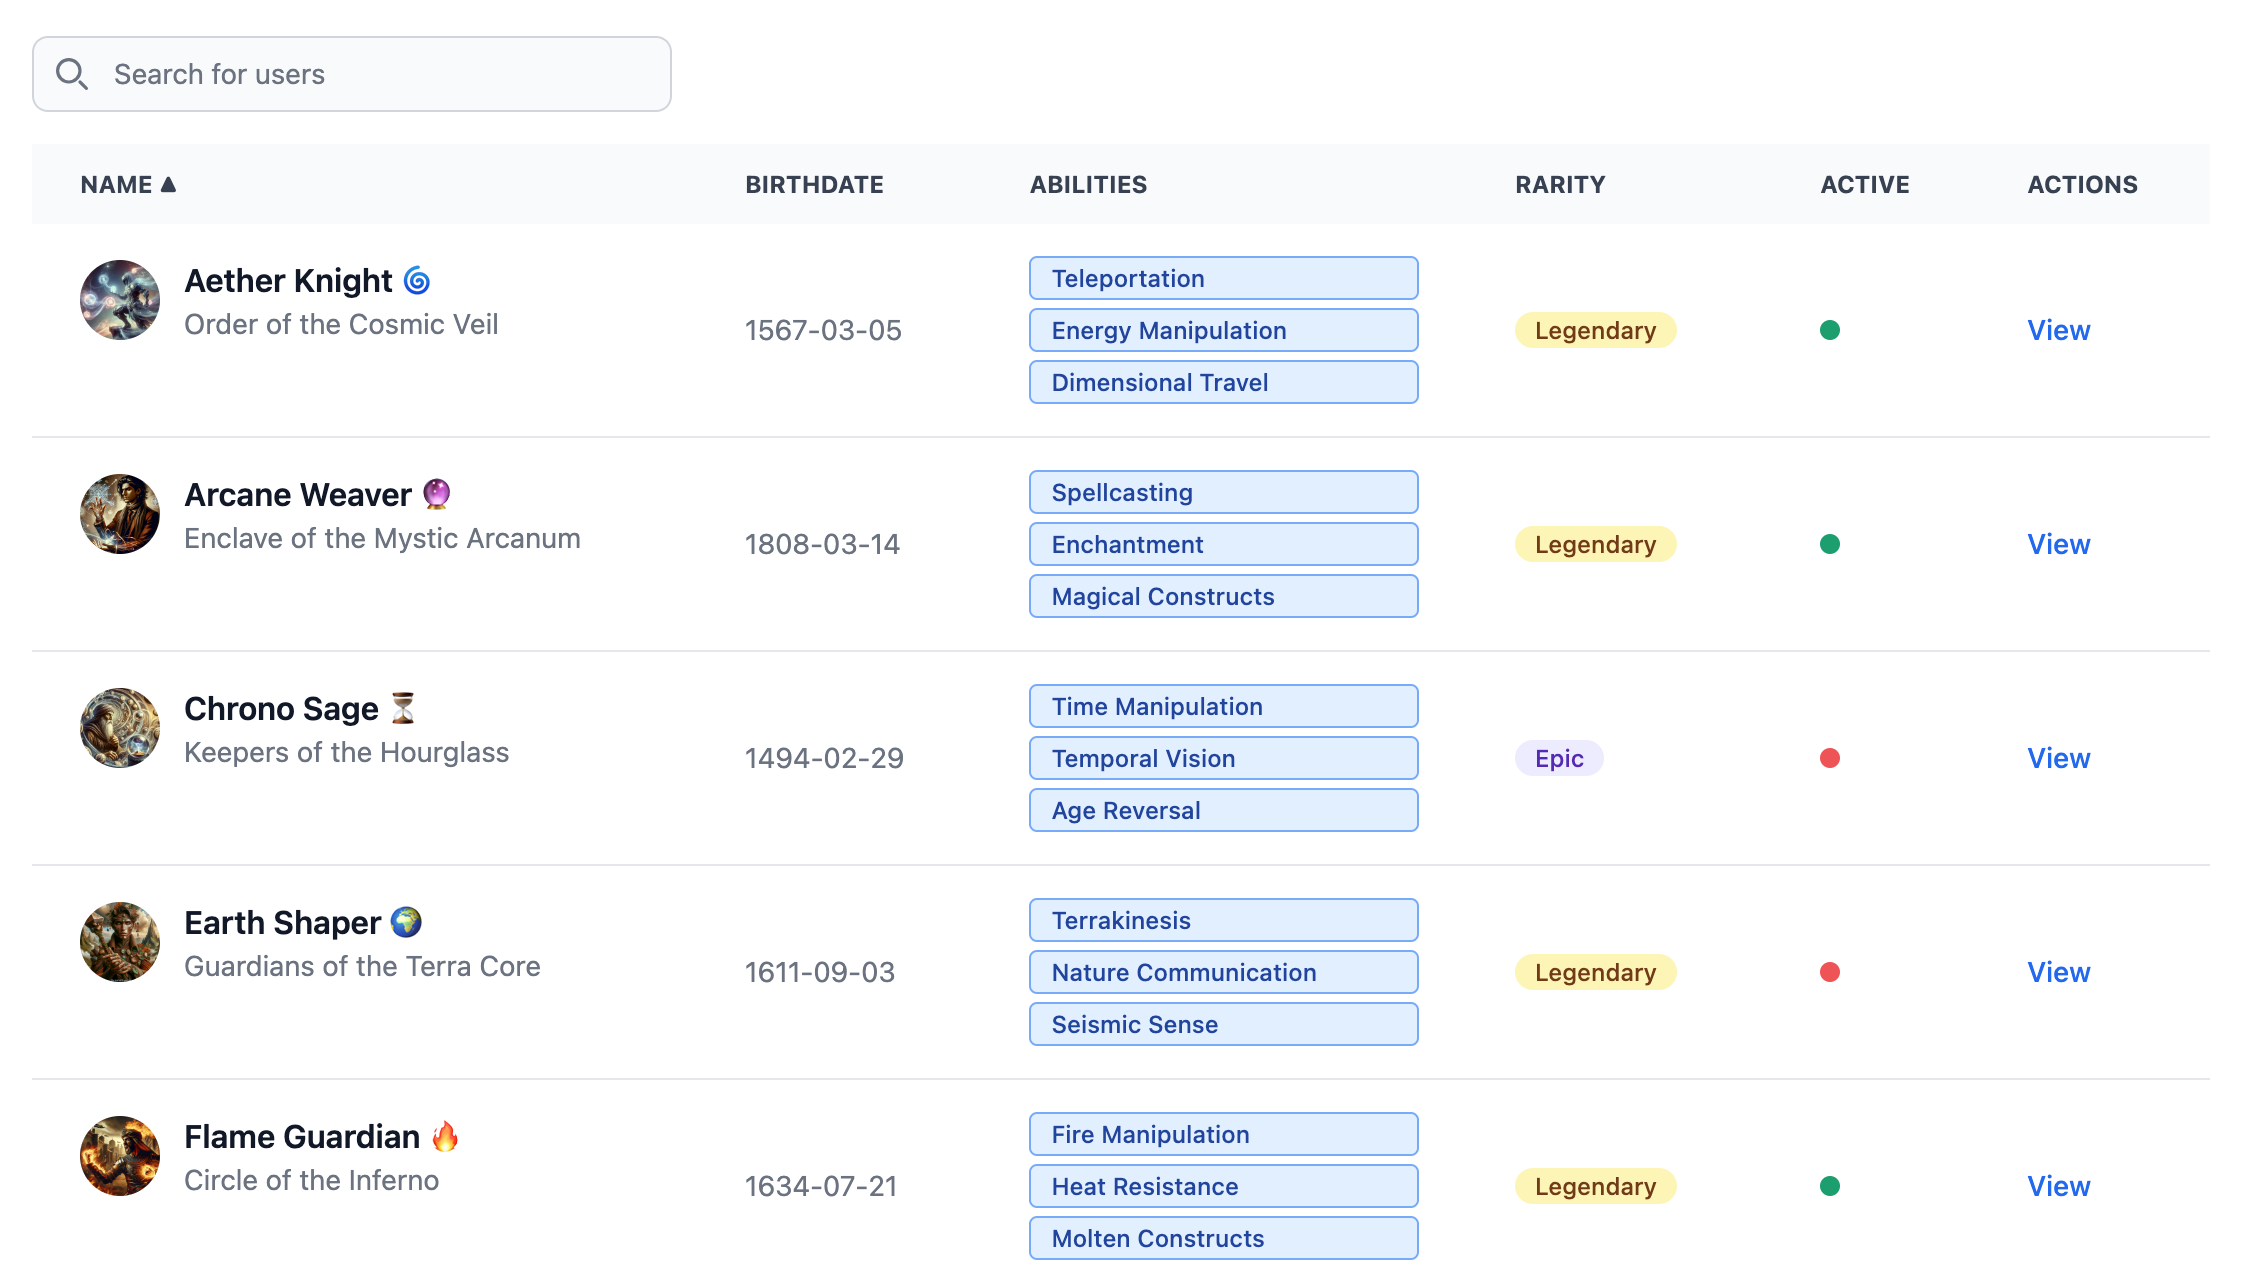 Search for users
NAME ▲ BIRTHDATE ABILITIES RARITY ACTIVE ACTIONS
Aether Knight 🌀
Order of the Cosmic Veil
1567-03-05
Teleportation
Energy Manipulation
Dimensional Travel
Legendary
View
Arcane Weaver 🔮
Enclave of the Mystic Arcanum
1808-03-14
Spellcasting
Enchantment
Magical Constructs
Legendary
View
Chrono Sage ⏳
Keepers of the Hourglass
1494-02-29
Time Manipulation
Temporal Vision
Age Reversal
Epic
View
Earth Shaper 🌍
Guardians of the Terra Core
1611-09-03
Terrakinesis
Nature Communication
Seismic Sense
Legendary
View
Flame Guardian 🔥
Circle of the Inferno
1634-07-21
Fire Manipulation
Heat Resistance
Molten Constructs
Legendary
View